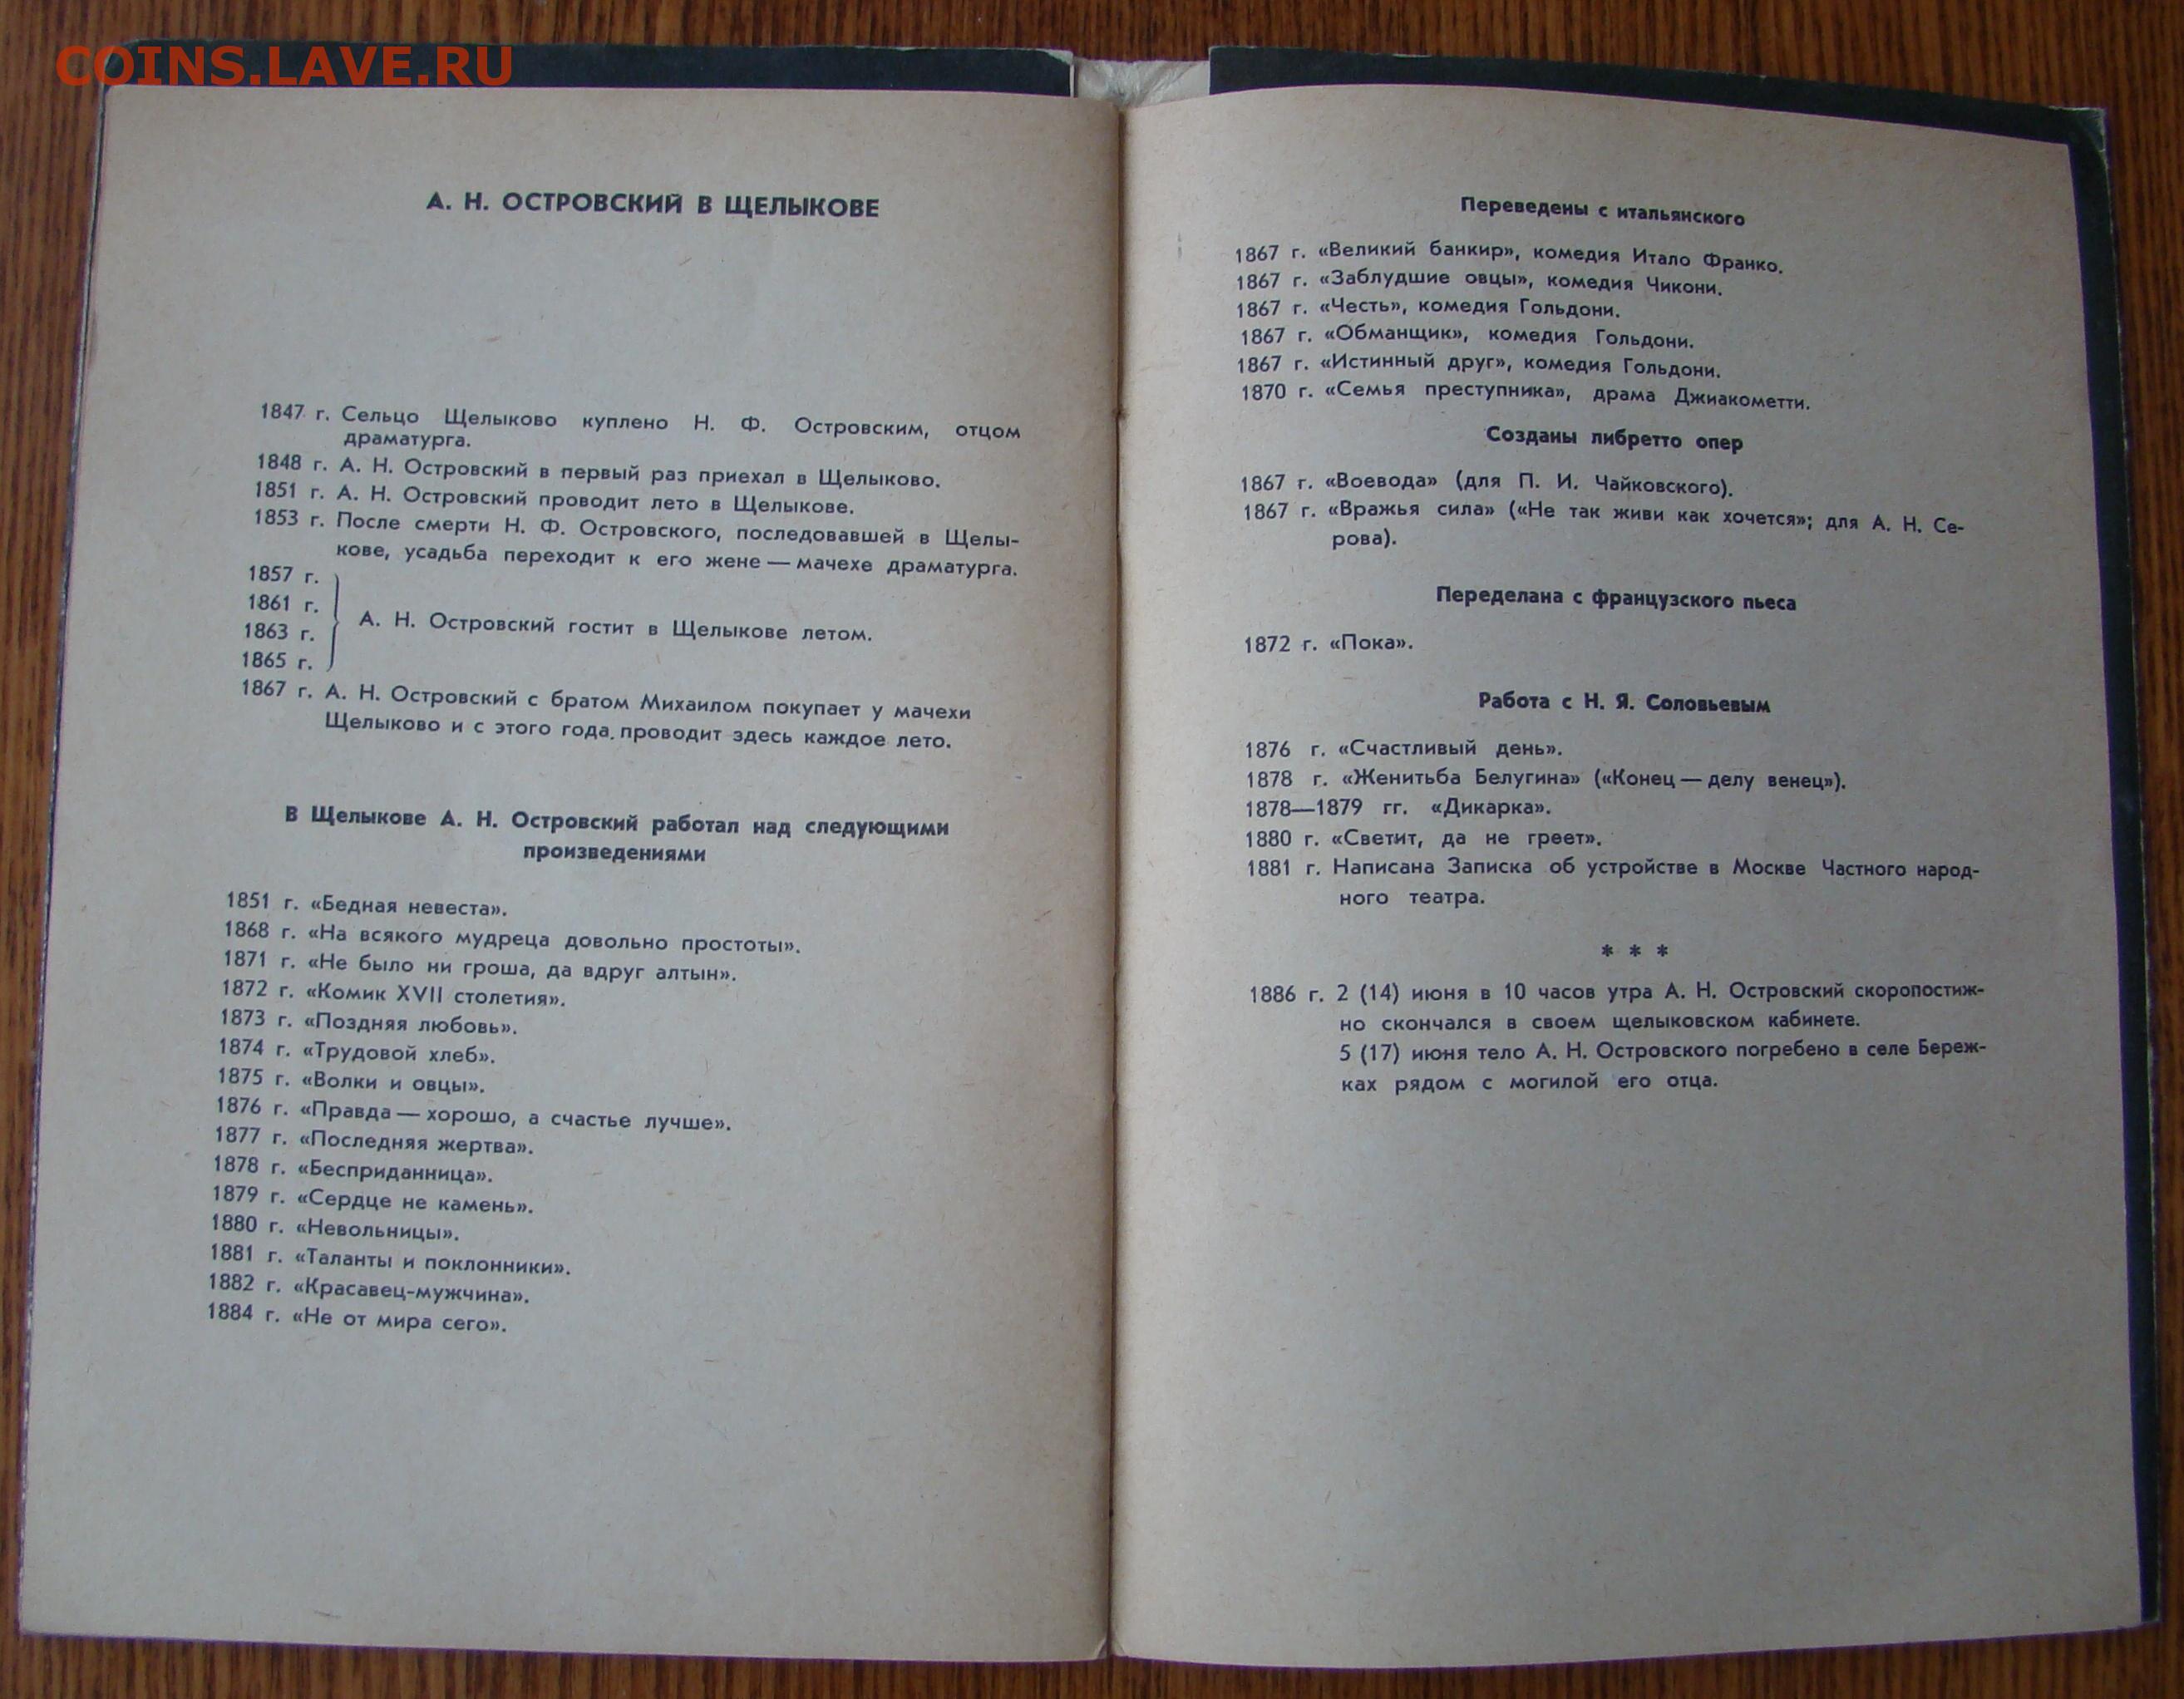 COINS.LAVE.RU
А. Н. ОСТРОВСКИЙ В ЩЕЛЫКОВЕ
1847 г. Сельцо Щелыково куплено Н. Ф. Островским, отцом
драматурга.
1848 г. А. Н. Островский в первый раз приехал в Щелыково.
1851 г. А. Н. Островский проводит лето в Щелыкове.
1853 г. После смерти Н. Ф. Островского, последовавшей в Щелы-
кове, усадьба переходит к его жене — мачехе драматурга.
1857 г.
1861 г.
1863 г.
1865 г.
А. Н. Островский гостит в Щелыкове летом.
1867 г. А. Н. Островский с братом Михаилом покупает у мачехи
Щелыково и с этого года проводит здесь каждое лето.
В Щелыкове А. Н. Островский работал над следующими
произведениями
1851 г. «Бедная невеста».
1868 г. «На всякого мудреца довольно простоты».
1871 г. «Не было ни гроша, да вдруг алтын».
1872 г. «Комик XVII столетия».
1873 г. «Поздняя любовь».
1874 г. «Трудовой хлеб».
1875 г. «Волки и овцы».
1876 г. «Правда — хорошо, а счастье лучше».
1877 г. «Последняя жертва».
1878 г. «Бесприданница».
1879 г. «Сердце не камень».
1880 г. «Невольницы».
1881 г. «Таланты и поклонники».
1882 г. «Красавец-мужчина».
1884 г. «Не от мира сего».
Переведены с итальянского
1867 г. «Великий банкир», комедия Итало Франко.
1867 г. «Заблудшие овцы», комедия Чикони.
1867 г. «Честь», комедия Гольдони.
1867 г. «Обманщик», комедия Гольдони.
1867 г. «Истинный друг», комедия Гольдони.
1870 г. «Семья преступника», драма Джиакометти.
Созданы либретто опер
1867 г. «Воевода» (для П. И. Чайковского).
1867 г. «Вражья сила» («Не так живи как хочется»; для А. Н. Се-
рова).
Переделана с французского пьеса
1872 г. «Пока».
Работа с Н. Я. Соловьевым
1876 г. «Счастливый день».
1878 г. «Женитьба Белугина» («Конец — делу венец»).
1878—1879 гг. «Дикарка».
1880 г. «Светит, да не греет».
1881 г. Написана Записка об устройстве в Москве Частного народ-
ного театра.
* * *
1886 г. 2 (14) июня в 10 часов утра А. Н. Островский скоропостиж-
но скончался в своем щелыковском кабинете.
5 (17) июня тело А. Н. Островского погребено в селе Береж-
ках рядом с могилой его отца.